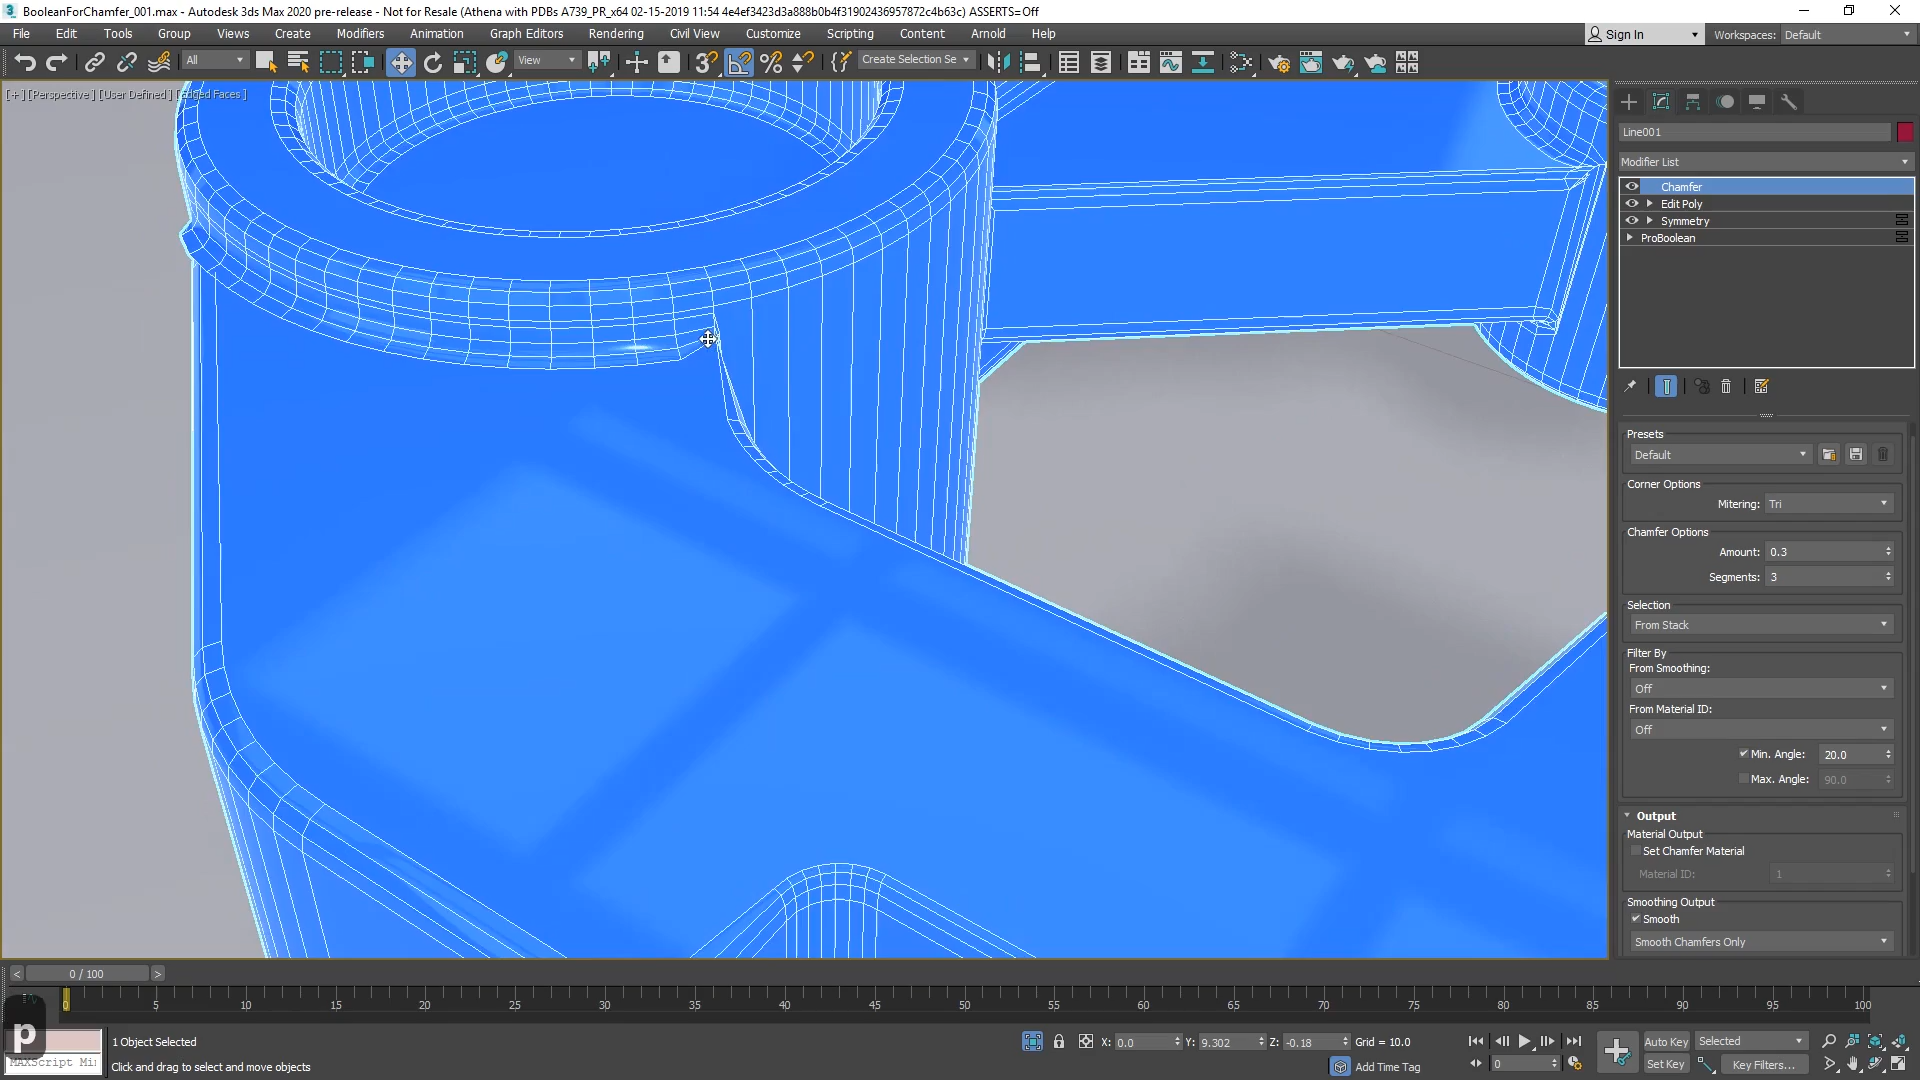 BooleanForChamfer_001.max - Autodesk 3ds Max 2020 pre-release - Not for Resale (Athena with PDBs A739_PR_x64 02-15-2019 11:54 4e4ef3423d3a888b0b4f31902436957872c4b63c) ASSERTS=Off
File Edit Tools Group Views Create Modifiers Animation Graph Editors Rendering Civil View Customize Scripting Content Arnold Help
Sign In Workspaces: Default
All View Create Selection Se
[ + ] [Perspective ] [User Defined ] [Edged Faces ]
Line001
Modifier List
Chamfer
Edit Poly
Symmetry
ProBoolean
Presets
Default
Corner Options
Mitering: Tri
Chamfer Options
Amount: 0.3
Segments: 3
Selection
From Stack
Filter By
From Smoothing:
Off
From Material ID:
Off
Min. Angle: 20.0
Max. Angle: 90.0
Output
Material Output
Set Chamfer Material
Material ID: 1
Smoothing Output
Smooth
Smooth Chamfers Only
0 / 100
0 5 10 15 20 25 30 35 40 45 50 55 60 65 70 75 80 85 90 95 100
p
1 Object Selected
X: 0.0 Y: 9.302 Z: -0.18 Grid = 10.0
Auto Key Selected
MAXScript Mi
Click and drag to select and move objects
Add Time Tag
0
Set Key Key Filters...